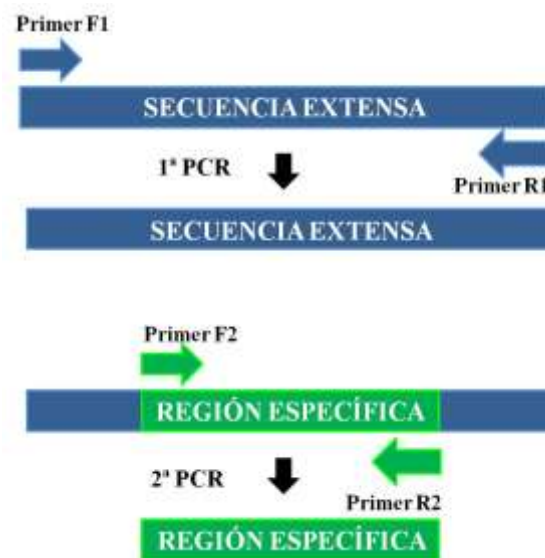 Primer F1
SECUENCIA EXTENSA
1ª PCR
Primer R1
SECUENCIA EXTENSA
Primer F2
REGIÓN ESPECÍFICA
2ª PCR
Primer R2
REGIÓN ESPECÍFICA